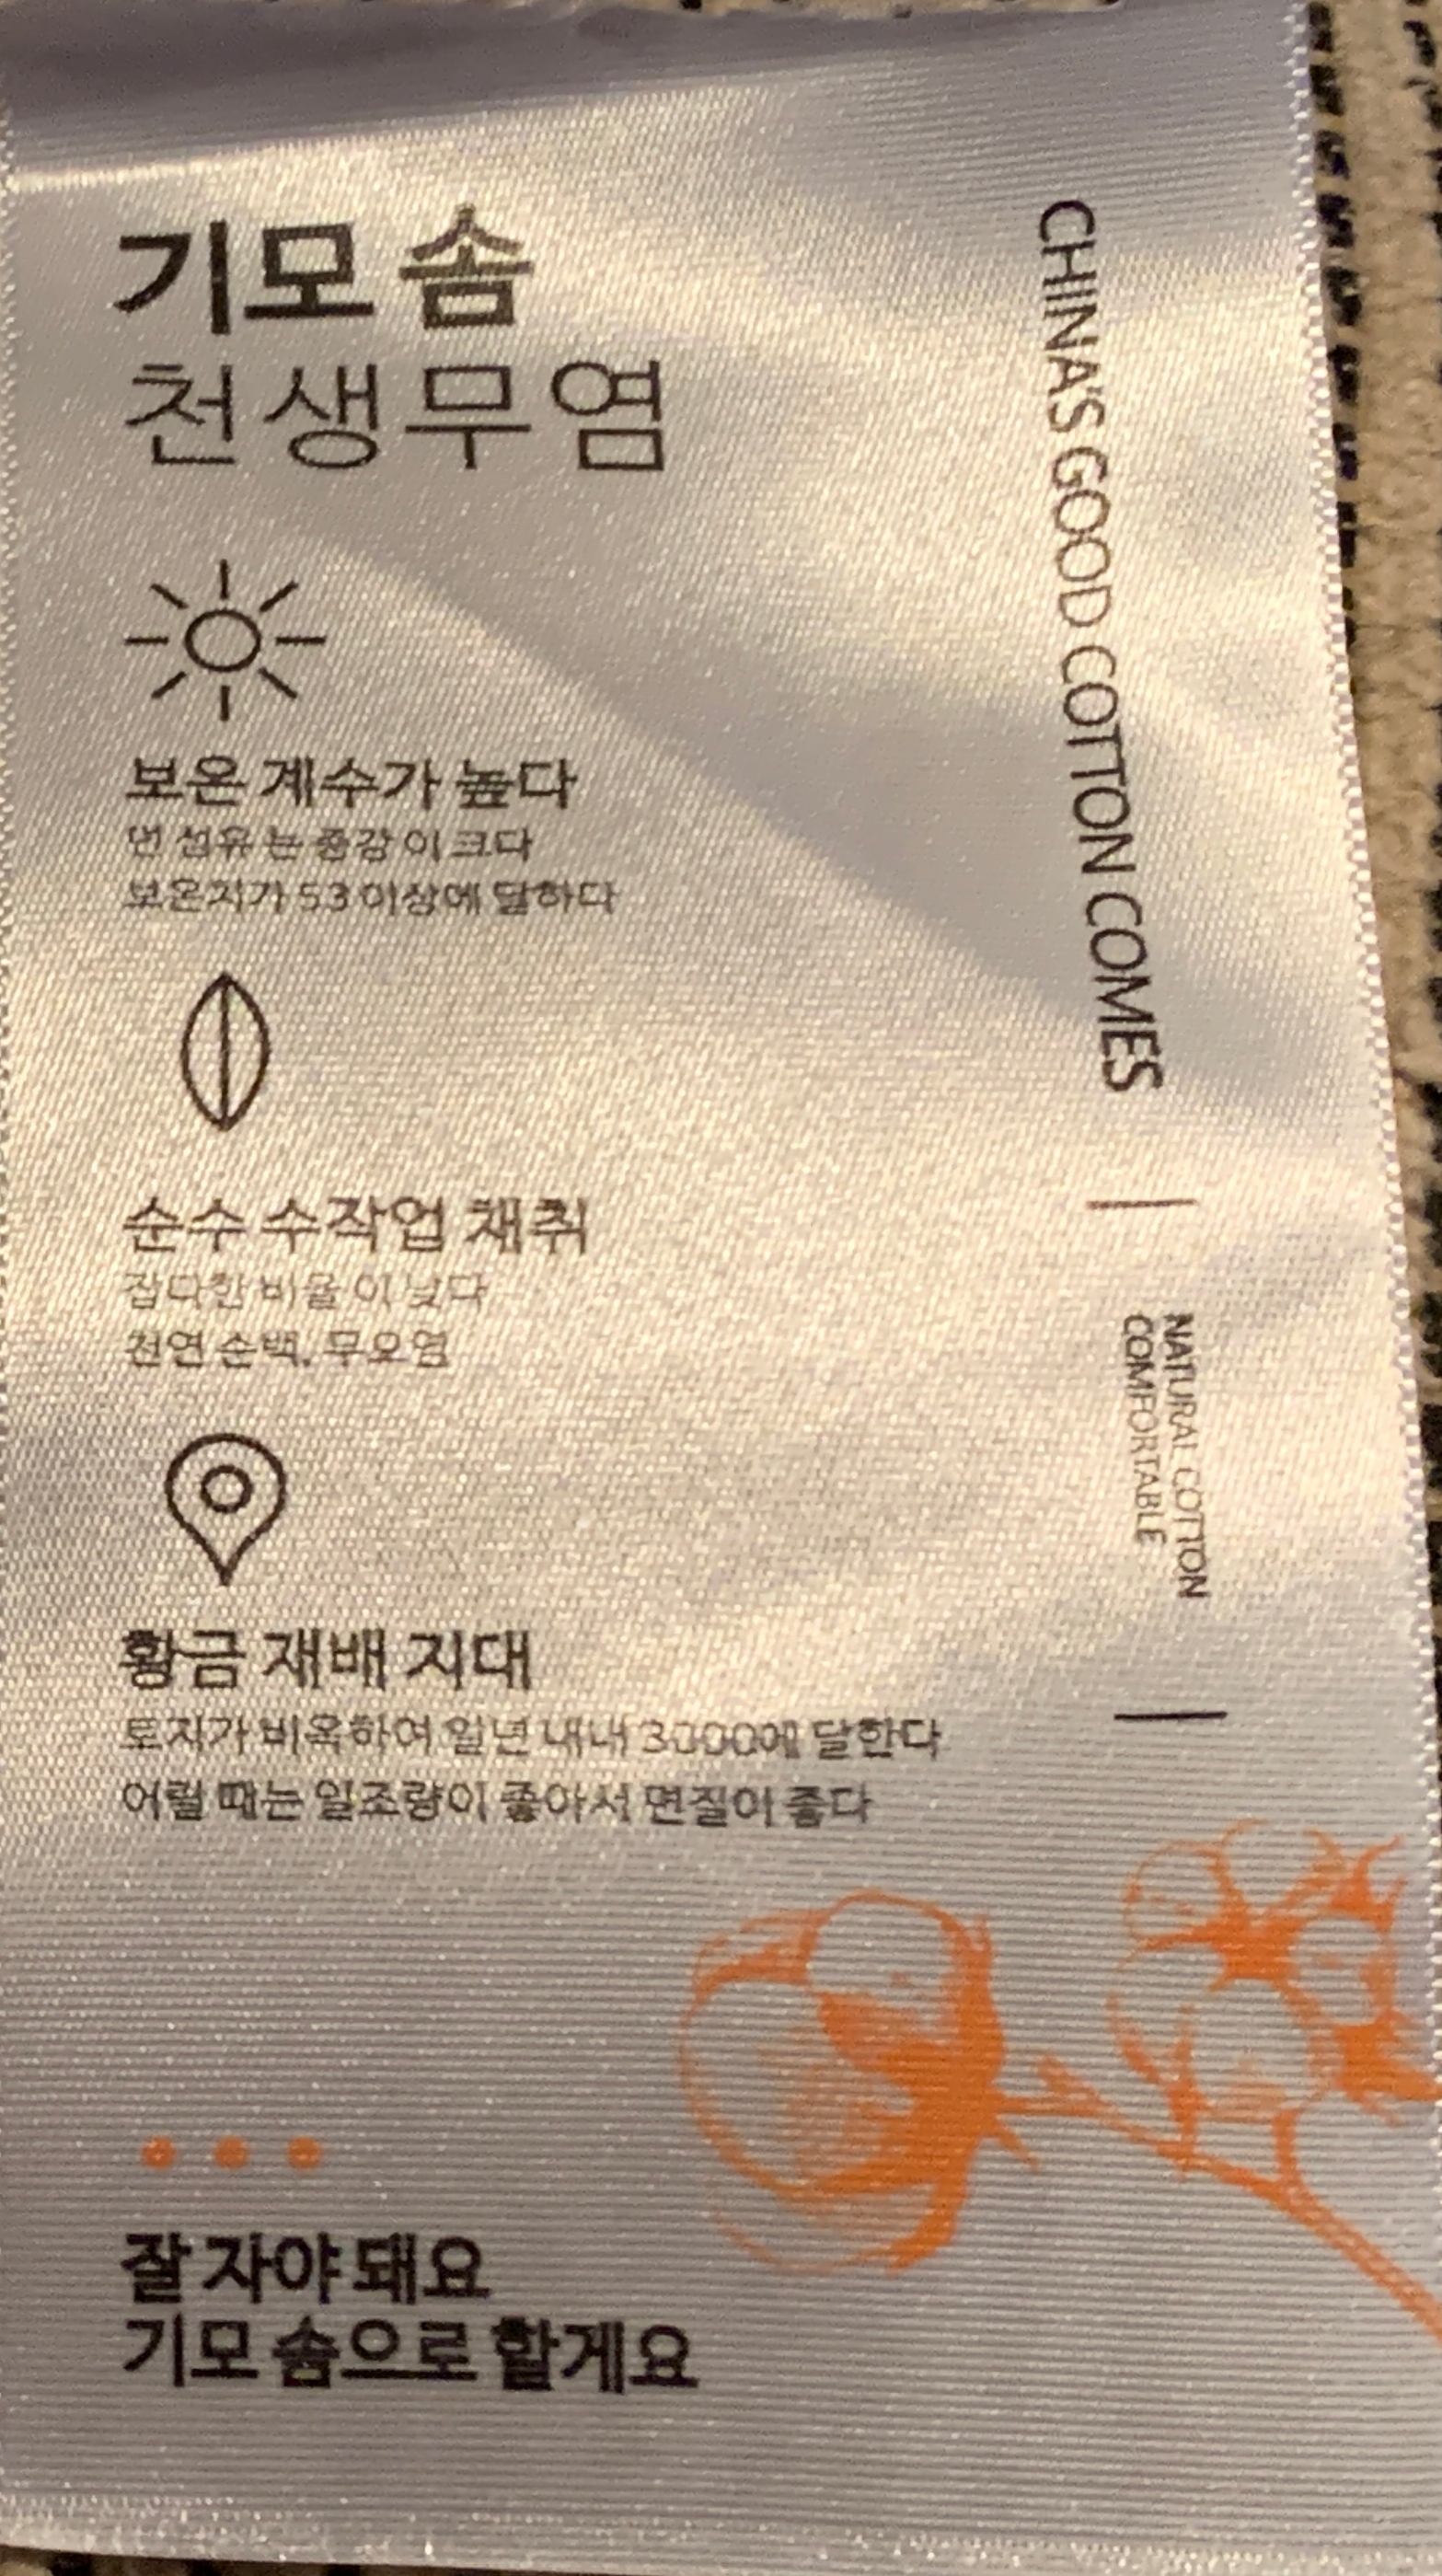 기모 솜
천생무염
보온 계수가 높다
면 섬유는 중강이 크다
보온치가 53 이상에 달하다
순수 수작업 채취
잡다한 비율이 낮다
천연 순백, 무오염
황금 재배 지대
토지가 비옥하여 일년 내내 3000에 달한다
어릴 때는 일조량이 좋아서 면질이 좋다
잘 자야 돼요
기모 솜으로 할게요
CHINA'S GOOD COTTON COMES
NATURAL COTTON
COMFORTABLE